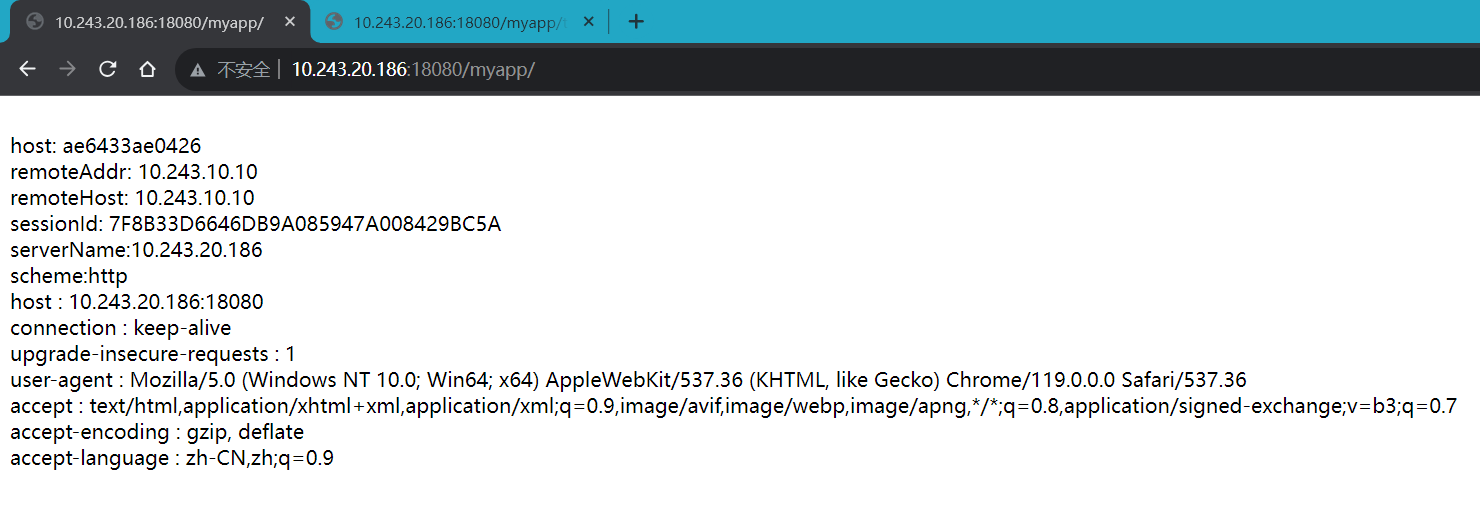 10.243.20.186:18080/myapp/
10.243.20.186:18080/myapp/
不安全 | 10.243.20.186:18080/myapp/
host: ae6433ae0426
remoteAddr: 10.243.10.10
remoteHost: 10.243.10.10
sessionId: 7F8B33D6646DB9A085947A008429BC5A
serverName:10.243.20.186
scheme:http
host : 10.243.20.186:18080
connection : keep-alive
upgrade-insecure-requests : 1
user-agent : Mozilla/5.0 (Windows NT 10.0; Win64; x64) AppleWebKit/537.36 (KHTML, like Gecko) Chrome/119.0.0.0 Safari/537.36
accept : text/html,application/xhtml+xml,application/xml;q=0.9,image/avif,image/webp,image/apng,*/*;q=0.8,application/signed-exchange;v=b3;q=0.7
accept-encoding : gzip, deflate
accept-language : zh-CN,zh;q=0.9